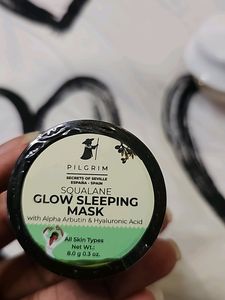 PILGRIM
SECRETS OF SEVILLE
ESPAÑA - SPAIN
SQUALANE
GLOW SLEEPING
MASK
with Alpha Arbutin & Hyaluronic Acid
All Skin Types
Net Wt.:
8.0 g 0.3 oz.